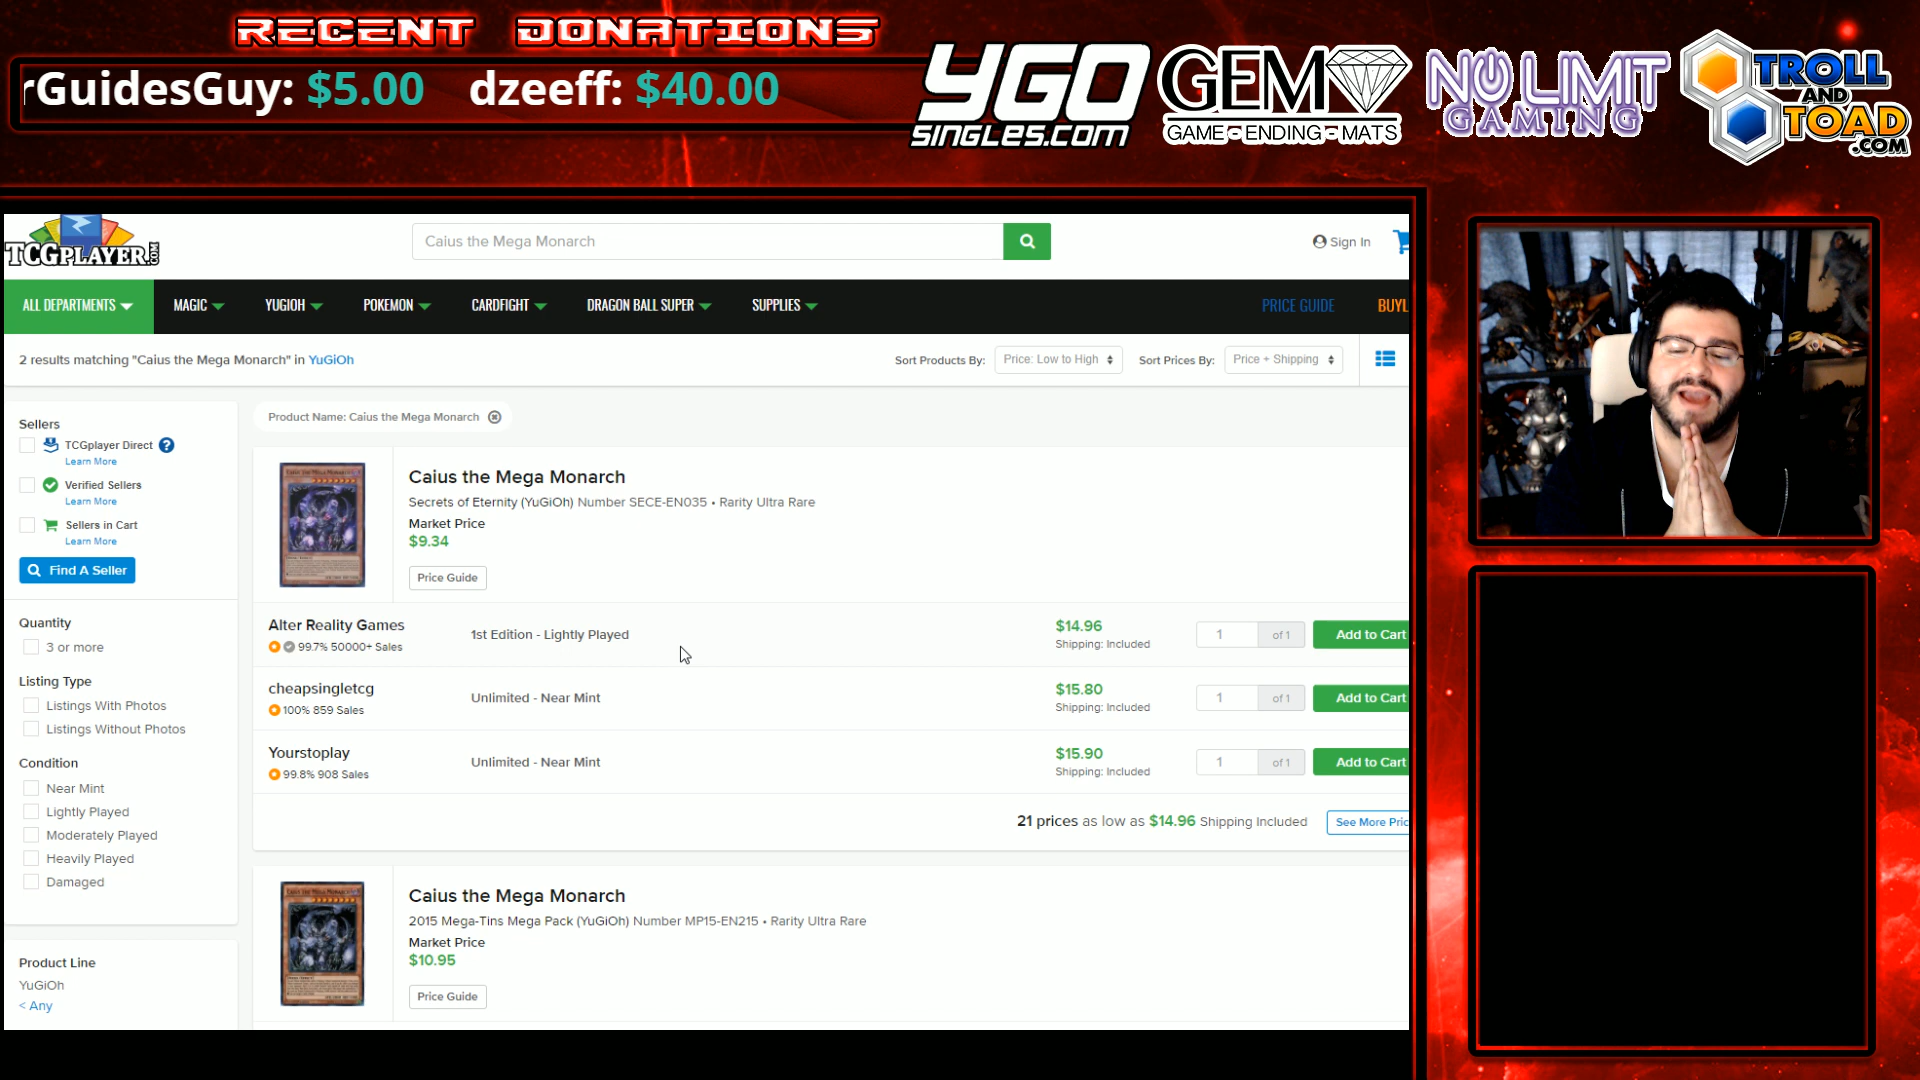 RECENT DONATIONS
rGuidesGuy: $5.00 dzeeff: $40.00
YGO
SINGLES.COM
GEM
GAME-ENDING-MATS
NO LIMIT
GAMING
TROLL
AND
TOAD
.COM
TCGPLAYER.COM
Caius the Mega Monarch
Sign In
ALL DEPARTMENTS
MAGIC
YUGIOH
POKEMON
CARDFIGHT
DRAGON BALL SUPER
SUPPLIES
PRICE GUIDE
BUYL
2 results matching "Caius the Mega Monarch" in YuGiOh
Sort Products By: Price: Low to High
Sort Prices By: Price + Shipping
Sellers
TCGplayer Direct ?
Learn More
Verified Sellers
Learn More
Sellers in Cart
Learn More
Find A Seller
Quantity
3 or more
Listing Type
Listings With Photos
Listings Without Photos
Condition
Near Mint
Lightly Played
Moderately Played
Heavily Played
Damaged
Product Line
YuGiOh
< Any
Product Name: Caius the Mega Monarch
Caius the Mega Monarch
Secrets of Eternity (YuGiOh) Number SECE-EN035 • Rarity Ultra Rare
Market Price
$9.34
Price Guide
Alter Reality Games
99.7% 50000+ Sales
1st Edition - Lightly Played
$14.96
Shipping: Included
1 of 1
Add to Cart
cheapsingletcg
100% 859 Sales
Unlimited - Near Mint
$15.80
Shipping: Included
1 of 1
Add to Cart
Yourstoplay
99.8% 908 Sales
Unlimited - Near Mint
$15.90
Shipping: Included
1 of 1
Add to Cart
21 prices as low as $14.96 Shipping Included
See More Pric
Caius the Mega Monarch
2015 Mega-Tins Mega Pack (YuGiOh) Number MP15-EN215 • Rarity Ultra Rare
Market Price
$10.95
Price Guide